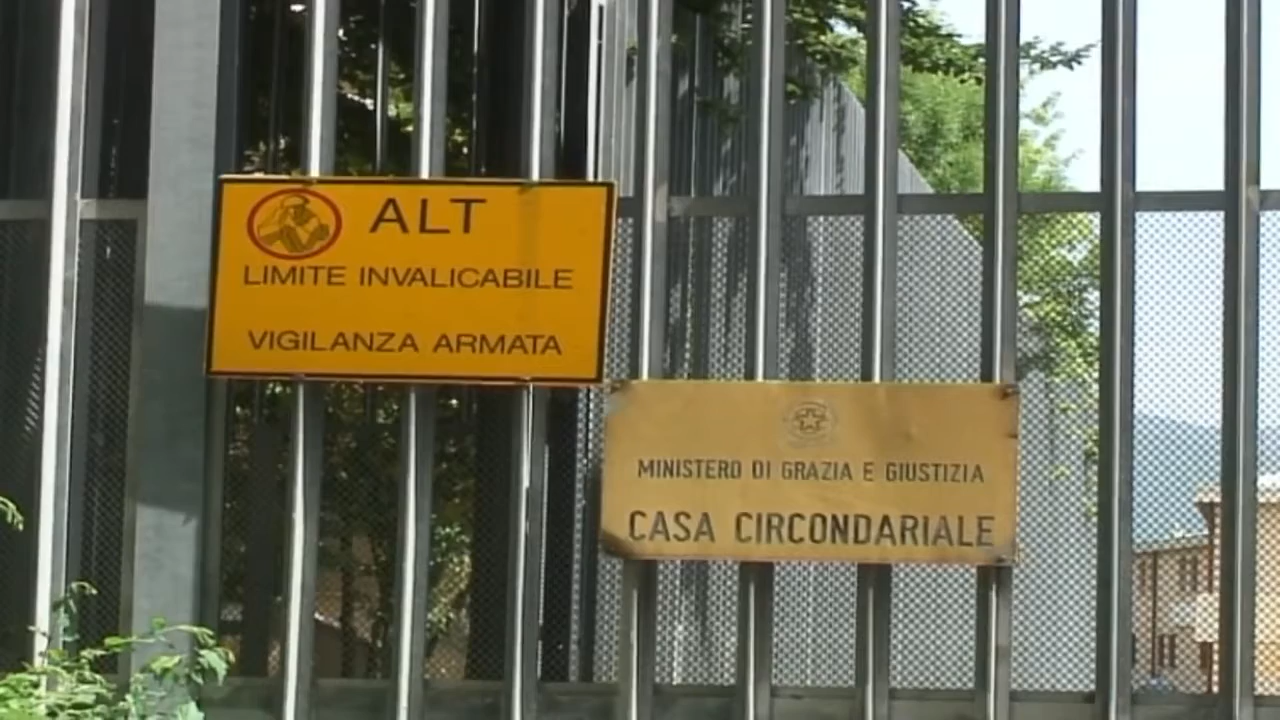 ALT
LIMITE INVALICABILE
VIGILANZA ARMATA
MINISTERO DI GRAZIA E GIUSTIZIA
CASA CIRCONDARIALE